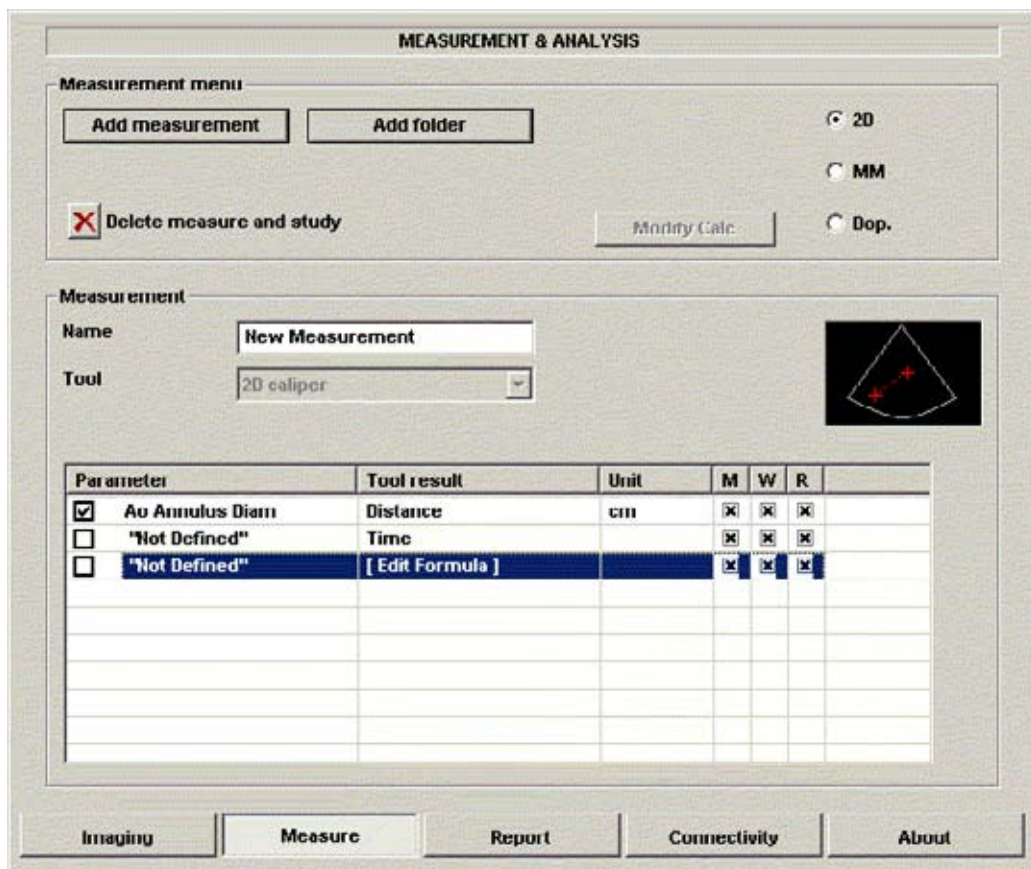 MEASUREMENT & ANALYSIS
Measurement menu
Add measurement Add folder 2D
MM
Delete measure and study Modify Calc Dop.
Measurement
Name New Measurement
Tool 2D caliper
Parameter Tool result Unit M W R
Ao Annulus Diam Distance cm
"Not Defined" Time
"Not Defined" [ Edit Formula ]
Imaging Measure Report Connectivity About